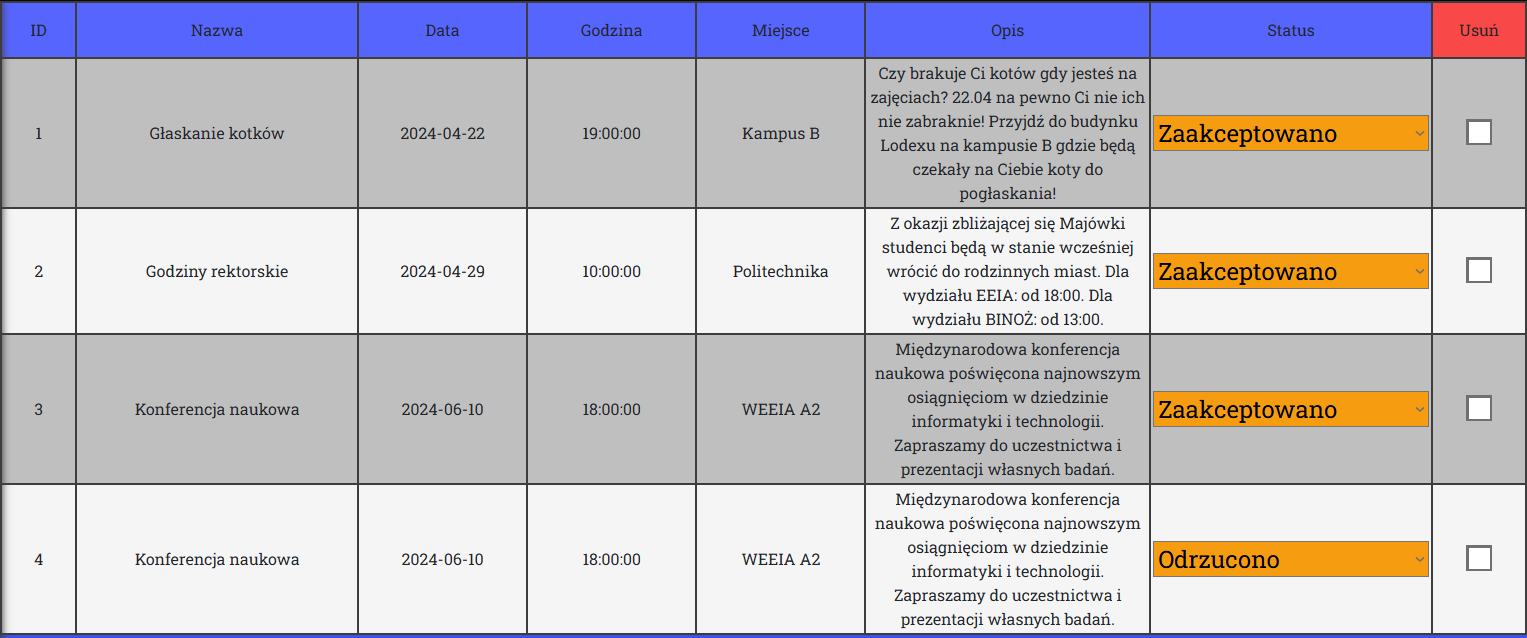 ID Nazwa Data Godzina Miejsce Opis Status Usuń
Czy brakuje Ci kotów gdy jesteś na
zajęciach? 22.04 na pewno Ci nie ich
nie zabraknie! Przyjdź do budynku
1 Głaskanie kotków 2024-04-22 19:00:00 Kampus B Zaakceptowano
Lodexu na kampusie B gdzie będą
czekały na Ciebie koty do
pogłaskania!
Z okazji zbliżającej się Majówki
studenci będą w stanie wcześniej
2 Godziny rektorskie 2024-04-29 10:00:00 Politechnika wrócić do rodzinnych miast. Dla Zaakceptowano
wydziału EEIA: od 18:00. Dla
wydziału BINOŻ: od 13:00.
Międzynarodowa konferencja
naukowa poświęcona najnowszym
osiągnięciom w dziedzinie
3 Konferencja naukowa 2024-06-10 18:00:00 WEEIA A2 Zaakceptowano
informatyki i technologii.
Zapraszamy do uczestnictwa i
prezentacji własnych badań.
Międzynarodowa konferencja
naukowa poświęcona najnowszym
osiągnięciom w dziedzinie
4 Konferencja naukowa 2024-06-10 18:00:00 WEEIA A2 Odrzucono
informatyki i technologii.
Zapraszamy do uczestnictwa i
prezentacji własnych badań.